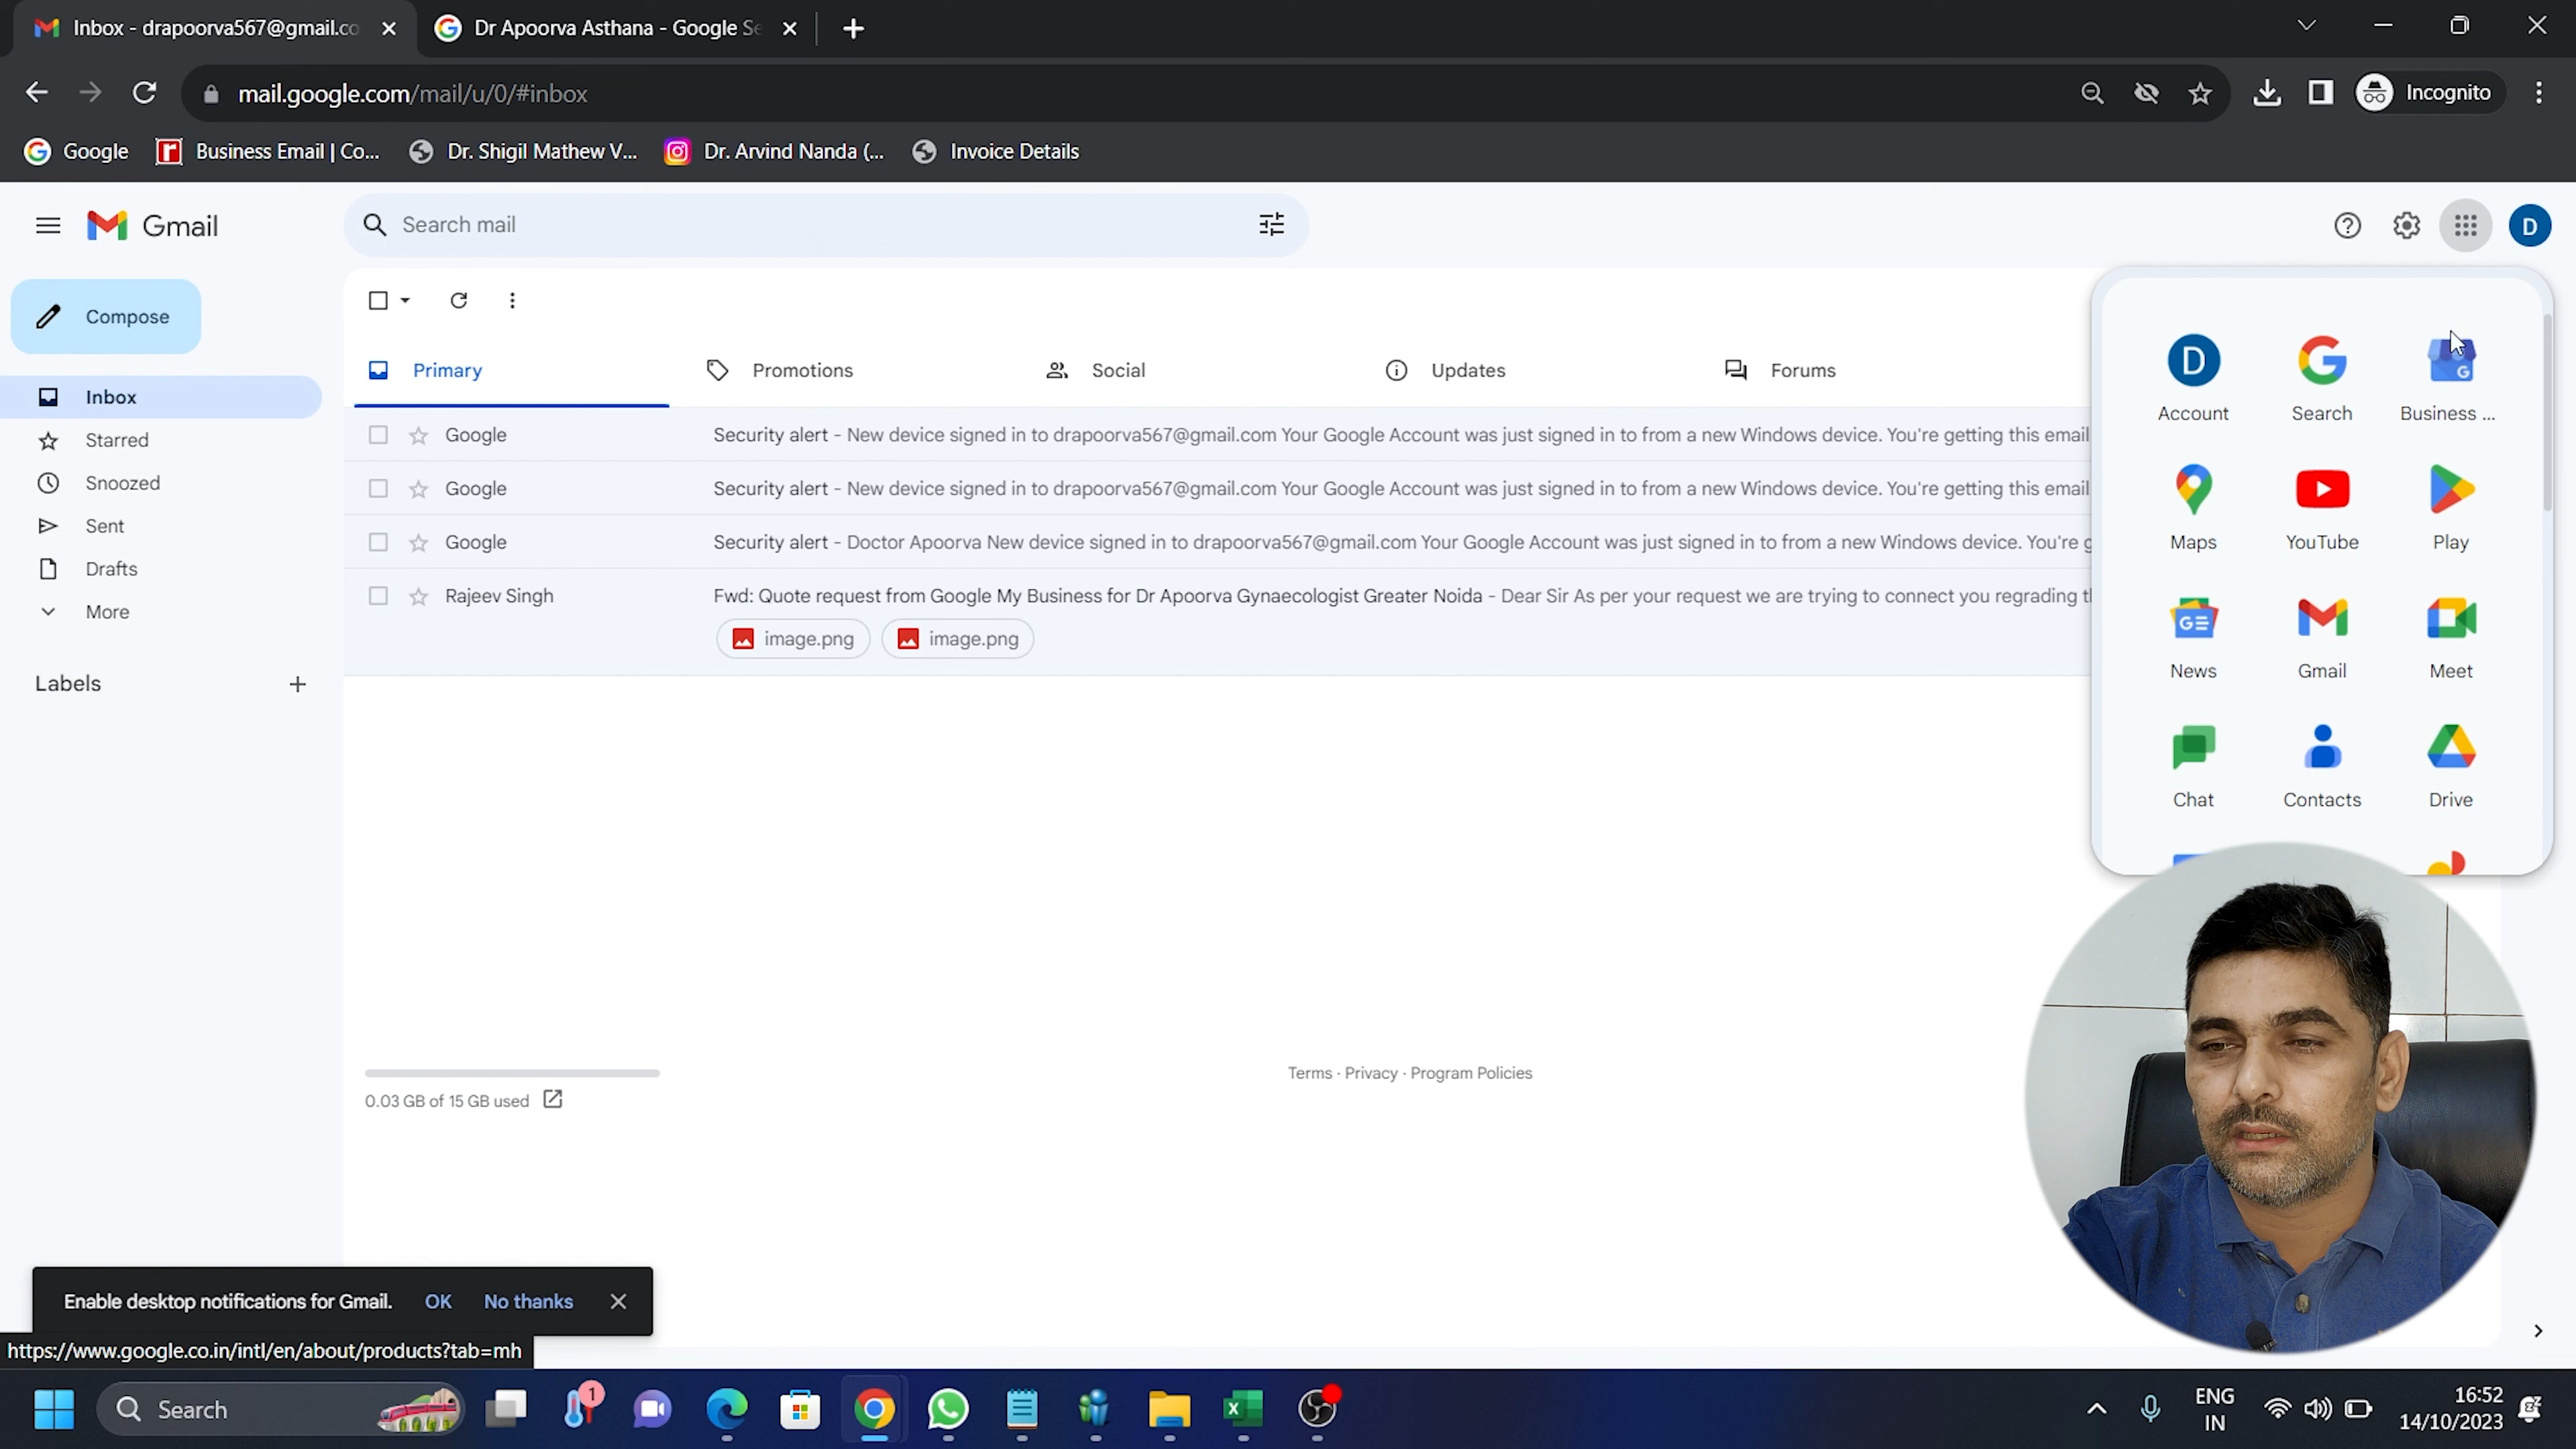 Inbox - drapoorva567@gmail.co
Dr Apoorva Asthana - Google Se
mail.google.com/mail/u/0/#inbox
Incognito
Google
Business Email | Co...
Dr. Shigil Mathew V...
Dr. Arvind Nanda (...
Invoice Details
Gmail
Search mail
D
Compose
Inbox
Starred
Snoozed
Sent
Drafts
More
Labels
Primary
Promotions
Social
Updates
Forums
Google Security alert - New device signed in to drapoorva567@gmail.com Your Google Account was just signed in to from a new Windows device. You're getting this email
Google Security alert - New device signed in to drapoorva567@gmail.com Your Google Account was just signed in to from a new Windows device. You're getting this email
Google Security alert - Doctor Apoorva New device signed in to drapoorva567@gmail.com Your Google Account was just signed in to from a new Windows device. You're g
Rajeev Singh Fwd: Quote request from Google My Business for Dr Apoorva Gynaecologist Greater Noida - Dear Sir As per your request we are trying to connect you regrading
image.png
image.png
D
Account
Search
Business ...
Maps
YouTube
Play
News
Gmail
Meet
Chat
Contacts
Drive
Terms · Privacy · Program Policies
0.03 GB of 15 GB used
Enable desktop notifications for Gmail. OK No thanks
https://www.google.co.in/intl/en/about/products?tab=mh
Search
1
ENG
IN
16:52
14/10/2023